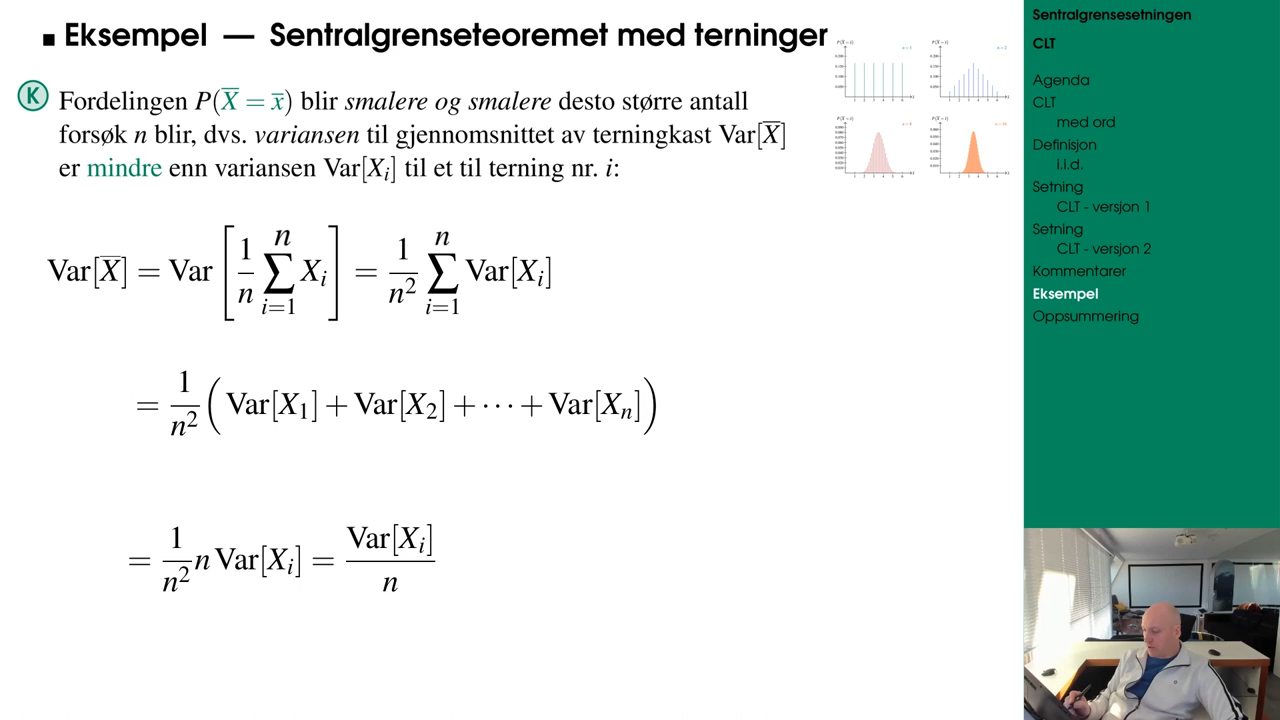 Eksempel — Sentralgrenseteoremet med terninger
K Fordelingen P(X̅ = x̅) blir smalere og smalere desto større antall
forsøk n blir, dvs variansen til gjennomsnittet av terningkast Var[X̅]
er mindre enn variansen Var[Xᵢ] til et til terning nr. i:
Var[X̅] = Var [ 1/n ∑_{i=1}^{n} Xᵢ ] = 1/n² ∑_{i=1}^{n} Var[Xᵢ]
= 1/n² ( Var[X₁] + Var[X₂] + ⋯ + Var[Xₙ] )
= 1/n² n Var[Xᵢ] = Var[Xᵢ]/n
Sentralgrensesetningen
CLT
Agenda
CLT
med ord
Definisjon
i.i.d.
Setning
CLT - versjon 1
Setning
CLT - versjon 2
Kommentarer
Eksempel
Oppsummering